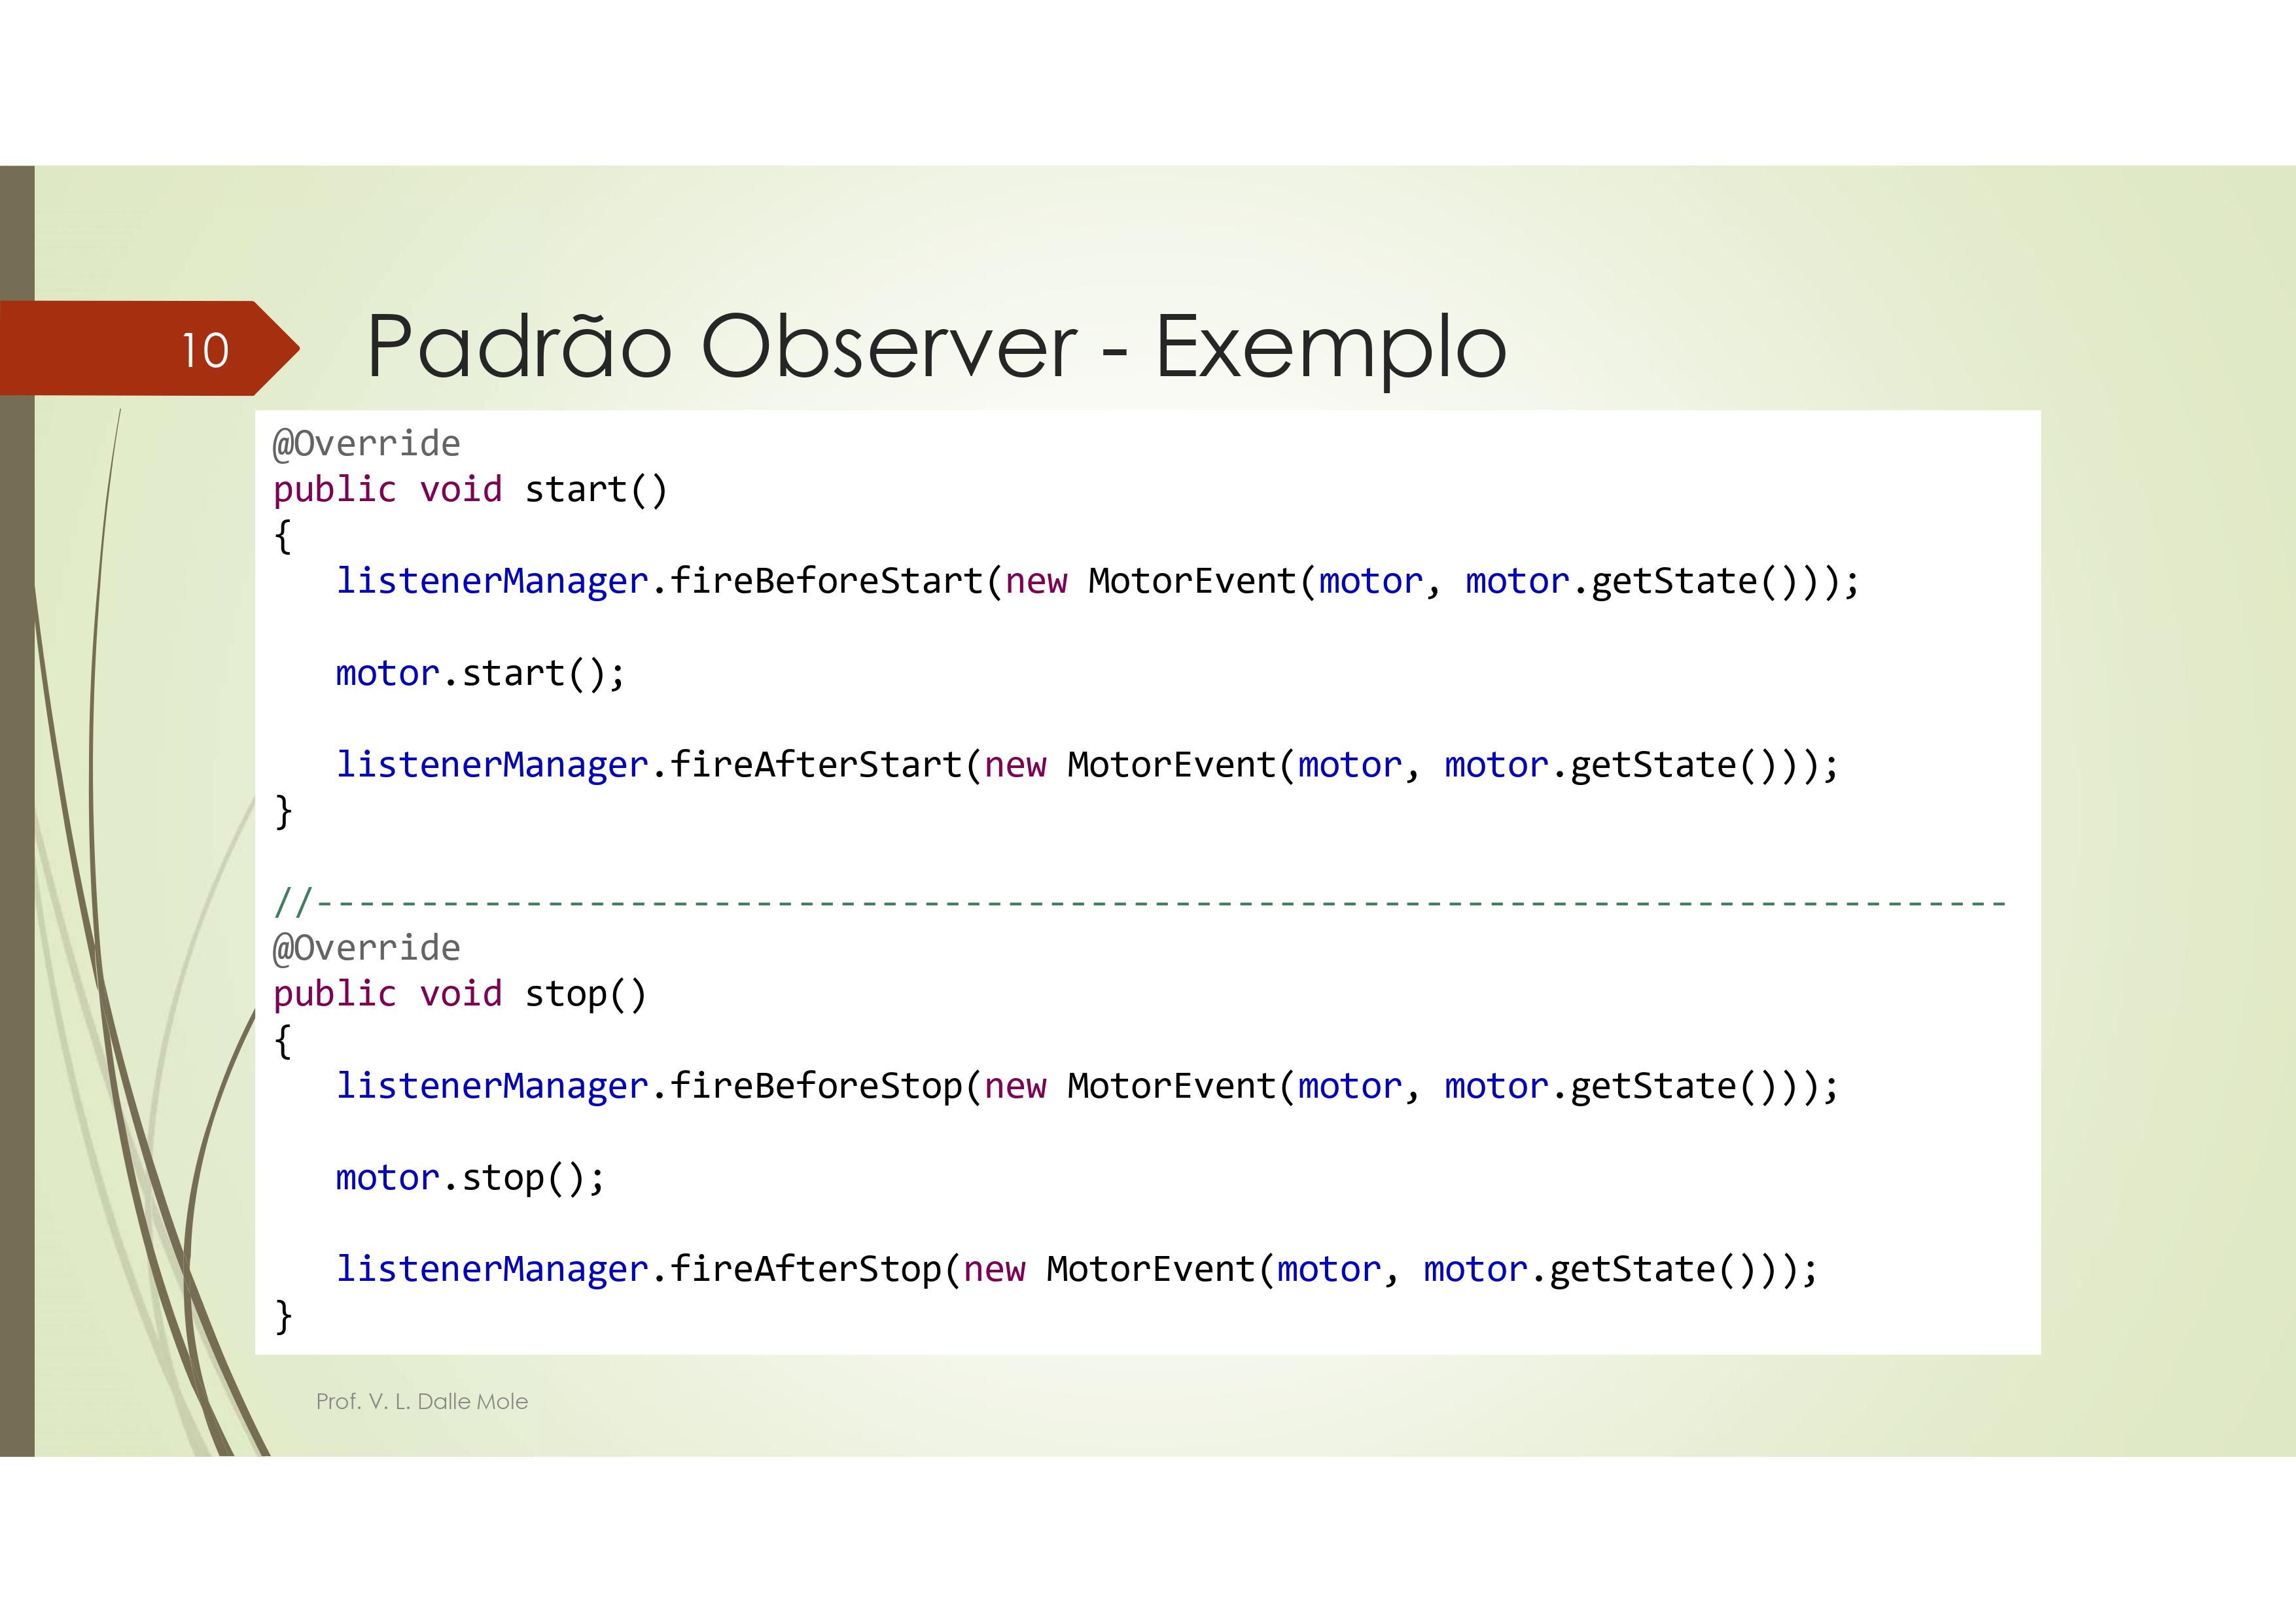 10
Padrão Observer - Exemplo
@Override
public void start()
{
   listenerManager.fireBeforeStart(new MotorEvent(motor, motor.getState()));
   motor.start();
   listenerManager.fireAfterStart(new MotorEvent(motor, motor.getState()));
}
//---------------------------------------------------------------------------------
@Override
public void stop()
{
   listenerManager.fireBeforeStop(new MotorEvent(motor, motor.getState()));
   motor.stop();
   listenerManager.fireAfterStop(new MotorEvent(motor, motor.getState()));
}
Prof. V. L. Dalle Mole